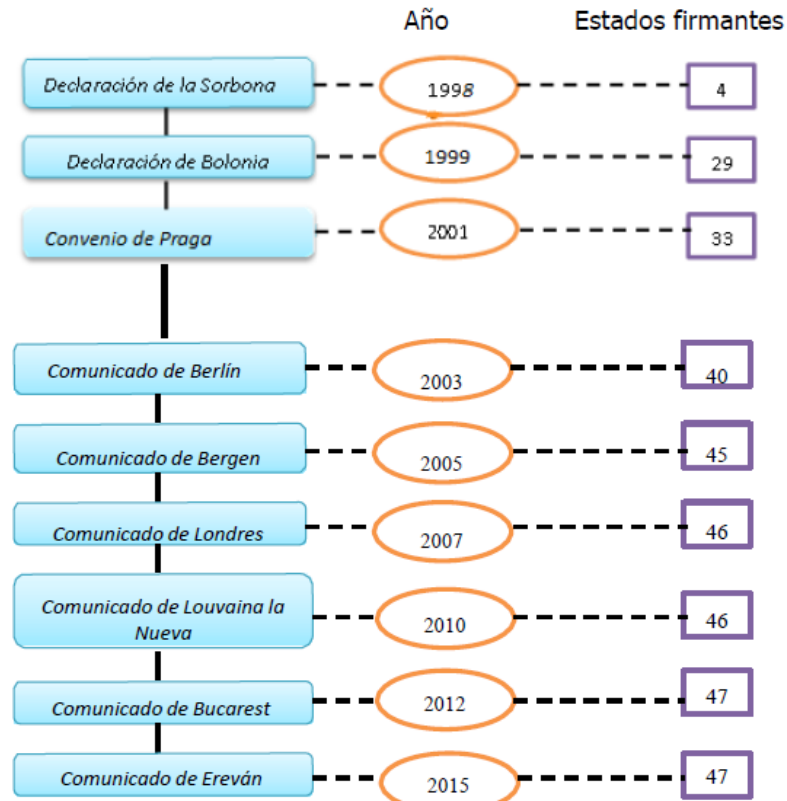 Año Estados firmantes
Declaración de la Sorbona 1998 4
Declaración de Bolonia 1999 29
Convenio de Praga 2001 33
Comunicado de Berlín 2003 40
Comunicado de Bergen 2005 45
Comunicado de Londres 2007 46
Comunicado de Louvaina la
Nueva 2010 46
Comunicado de Bucarest 2012 47
Comunicado de Ereván 2015 47